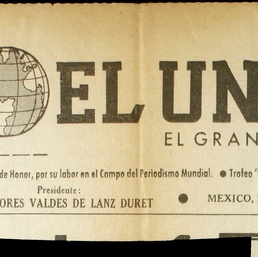 EL UN
EL GRAN
de Honor, por su labor en el Campo del Periodismo Mundial. ● Trofeo "
Presidente:
ORES VALDES DE LANZ DURET ● MEXICO,